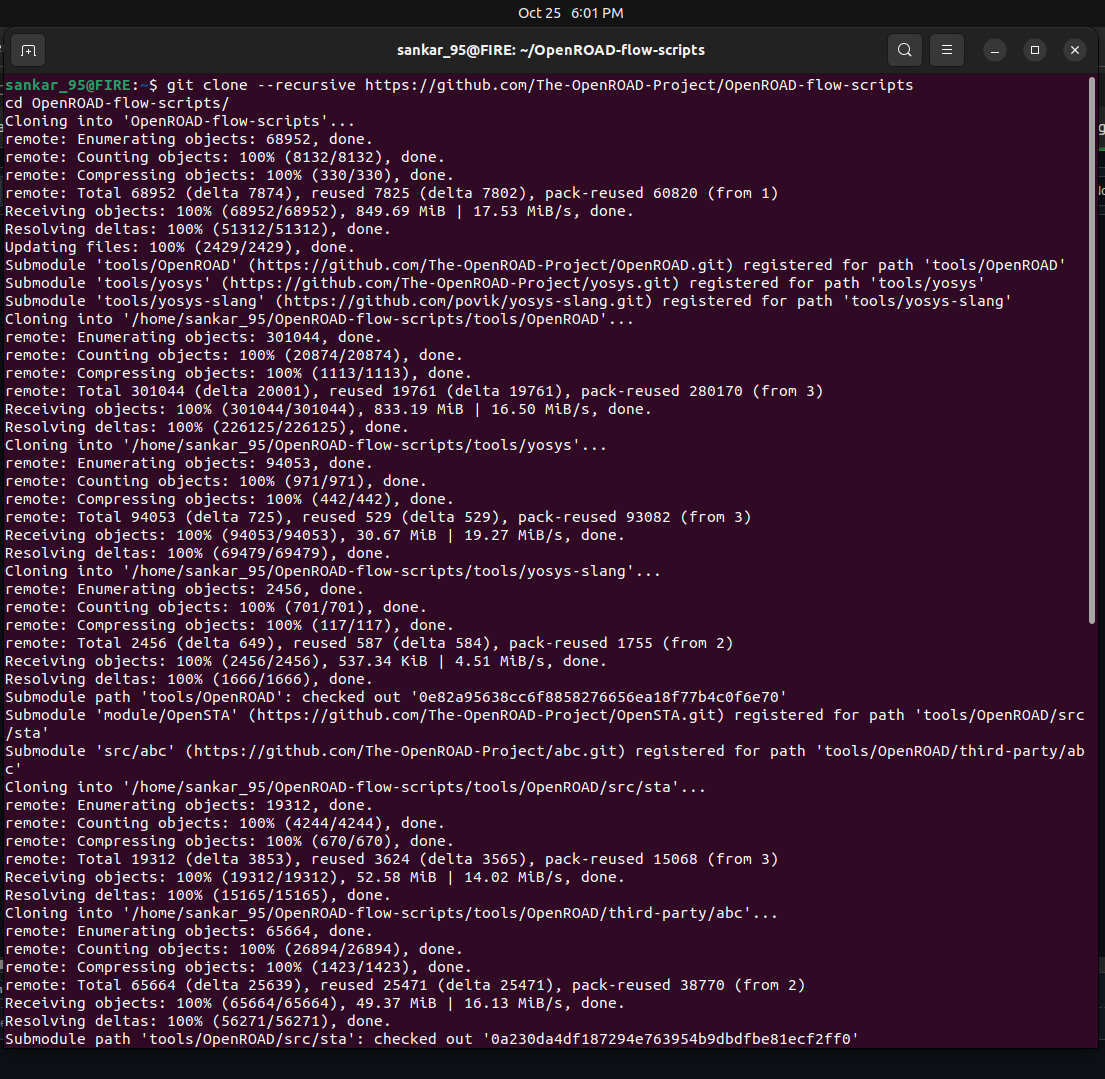 Oct 25 6:01 PM
sankar_95@FIRE: ~/OpenROAD-flow-scripts
sankar_95@FIRE:~$ git clone --recursive https://github.com/The-OpenROAD-Project/OpenROAD-flow-scripts
cd OpenROAD-flow-scripts/
Cloning into 'OpenROAD-flow-scripts'...
remote: Enumerating objects: 68952, done.
remote: Counting objects: 100% (8132/8132), done.
remote: Compressing objects: 100% (330/330), done.
remote: Total 68952 (delta 7874), reused 7825 (delta 7802), pack-reused 60820 (from 1)
Receiving objects: 100% (68952/68952), 849.69 MiB | 17.53 MiB/s, done.
Resolving deltas: 100% (51312/51312), done.
Updating files: 100% (2429/2429), done.
Submodule 'tools/OpenROAD' (https://github.com/The-OpenROAD-Project/OpenROAD.git) registered for path 'tools/OpenROAD'
Submodule 'tools/yosys' (https://github.com/The-OpenROAD-Project/yosys.git) registered for path 'tools/yosys'
Submodule 'tools/yosys-slang' (https://github.com/povik/yosys-slang.git) registered for path 'tools/yosys-slang'
Cloning into '/home/sankar_95/OpenROAD-flow-scripts/tools/OpenROAD'...
remote: Enumerating objects: 301044, done.
remote: Counting objects: 100% (20874/20874), done.
remote: Compressing objects: 100% (1113/1113), done.
remote: Total 301044 (delta 20001), reused 19761 (delta 19761), pack-reused 280170 (from 3)
Receiving objects: 100% (301044/301044), 833.19 MiB | 16.50 MiB/s, done.
Resolving deltas: 100% (226125/226125), done.
Cloning into '/home/sankar_95/OpenROAD-flow-scripts/tools/yosys'...
remote: Enumerating objects: 94053, done.
remote: Counting objects: 100% (971/971), done.
remote: Compressing objects: 100% (442/442), done.
remote: Total 94053 (delta 725), reused 529 (delta 529), pack-reused 93082 (from 3)
Receiving objects: 100% (94053/94053), 30.67 MiB | 19.27 MiB/s, done.
Resolving deltas: 100% (69479/69479), done.
Cloning into '/home/sankar_95/OpenROAD-flow-scripts/tools/yosys-slang'...
remote: Enumerating objects: 2456, done.
remote: Counting objects: 100% (701/701), done.
remote: Compressing objects: 100% (117/117), done.
remote: Total 2456 (delta 649), reused 587 (delta 584), pack-reused 1755 (from 2)
Receiving objects: 100% (2456/2456), 537.34 KiB | 4.51 MiB/s, done.
Resolving deltas: 100% (1666/1666), done.
Submodule path 'tools/OpenROAD': checked out '0e82a95638cc6f8858276656ea18f77b4c0f6e70'
Submodule 'module/OpenSTA' (https://github.com/The-OpenROAD-Project/OpenSTA.git) registered for path 'tools/OpenROAD/src
/sta'
Submodule 'src/abc' (https://github.com/The-OpenROAD-Project/abc.git) registered for path 'tools/OpenROAD/third-party/ab
c'
Cloning into '/home/sankar_95/OpenROAD-flow-scripts/tools/OpenROAD/src/sta'...
remote: Enumerating objects: 19312, done.
remote: Counting objects: 100% (4244/4244), done.
remote: Compressing objects: 100% (670/670), done.
remote: Total 19312 (delta 3853), reused 3624 (delta 3565), pack-reused 15068 (from 3)
Receiving objects: 100% (19312/19312), 52.58 MiB | 14.02 MiB/s, done.
Resolving deltas: 100% (15165/15165), done.
Cloning into '/home/sankar_95/OpenROAD-flow-scripts/tools/OpenROAD/third-party/abc'...
remote: Enumerating objects: 65664, done.
remote: Counting objects: 100% (26894/26894), done.
remote: Compressing objects: 100% (1423/1423), done.
remote: Total 65664 (delta 25639), reused 25471 (delta 25471), pack-reused 38770 (from 2)
Receiving objects: 100% (65664/65664), 49.37 MiB | 16.13 MiB/s, done.
Resolving deltas: 100% (56271/56271), done.
Submodule path 'tools/OpenROAD/src/sta': checked out '0a230da4df187294e763954b9dbdfbe81ecf2ff0'